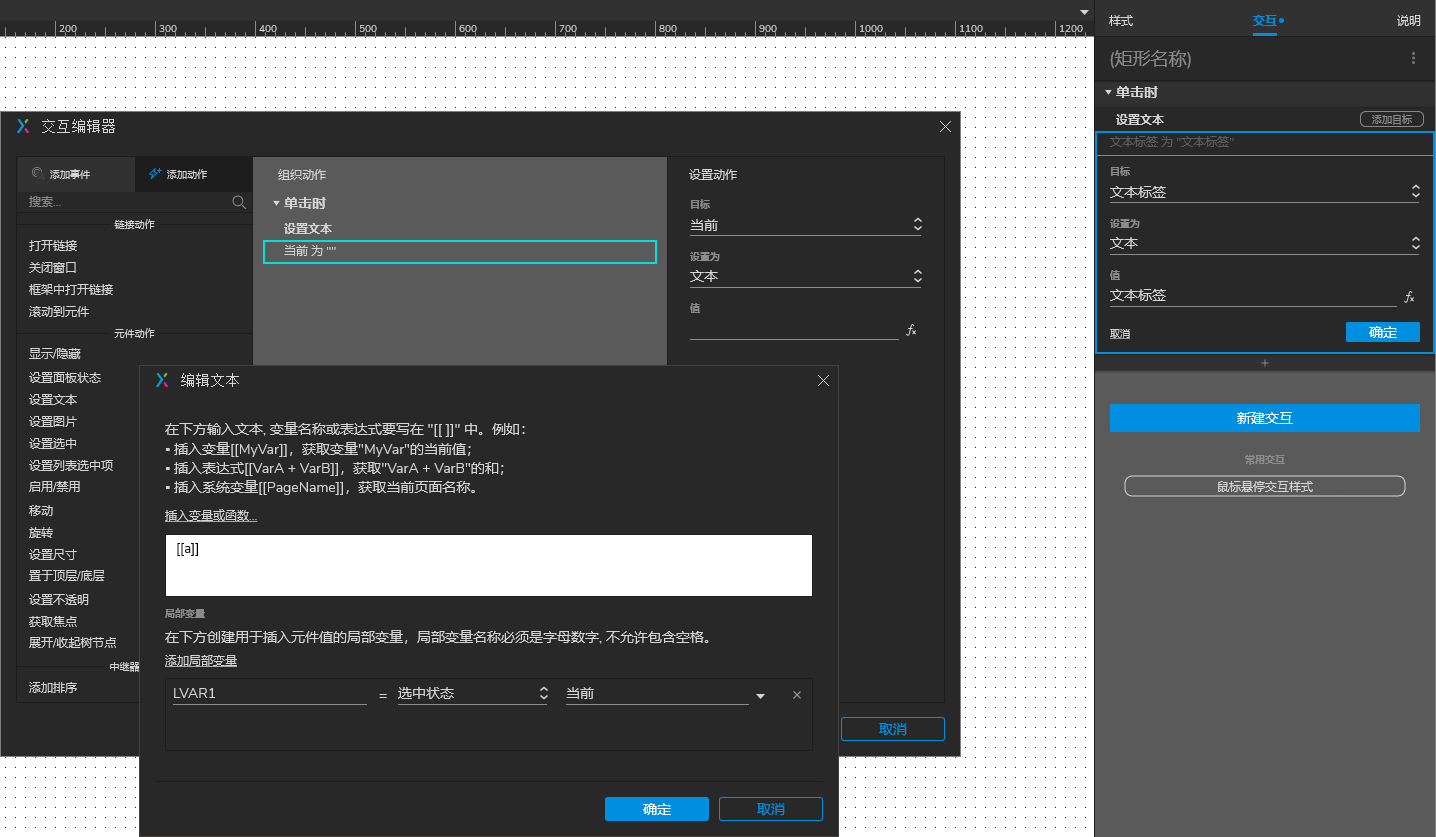 200 300 400 500 600 700 800 900 1000 1100 1200
样式 交互 说明
(矩形名称)
单击时
设置文本 添加目标
文本标签 为 "文本标签"
目标
文本标签
设置为
文本
值
文本标签
fx
取消 确定
+
新建交互
常用交互
鼠标悬停交互样式
交互编辑器
添加事件 添加动作
搜索...
链接动作
打开链接
关闭窗口
框架中打开链接
滚动到元件
元件动作
显示/隐藏
设置面板状态
设置文本
设置图片
设置选中
设置列表选中项
启用/禁用
移动
旋转
设置尺寸
置于顶层/底层
设置不透明
获取焦点
展开/收起树节点
中继器
添加排序
组织动作
单击时
设置文本
当前 为 ""
设置动作
目标
当前
设置为
文本
值
fx
取消
编辑文本
在下方输入文本, 变量名称或表达式要写在 "[[ ]]" 中。例如：
▪ 插入变量[[MyVar]]，获取变量"MyVar"的当前值；
▪ 插入表达式[[VarA + VarB]]，获取"VarA + VarB"的和；
▪ 插入系统变量[[PageName]]，获取当前页面名称。
插入变量或函数...
[[a]]
局部变量
在下方创建用于插入元件值的局部变量，局部变量名称必须是字母数字, 不允许包含空格。
添加局部变量
LVAR1 = 选中状态 当前
确定 取消